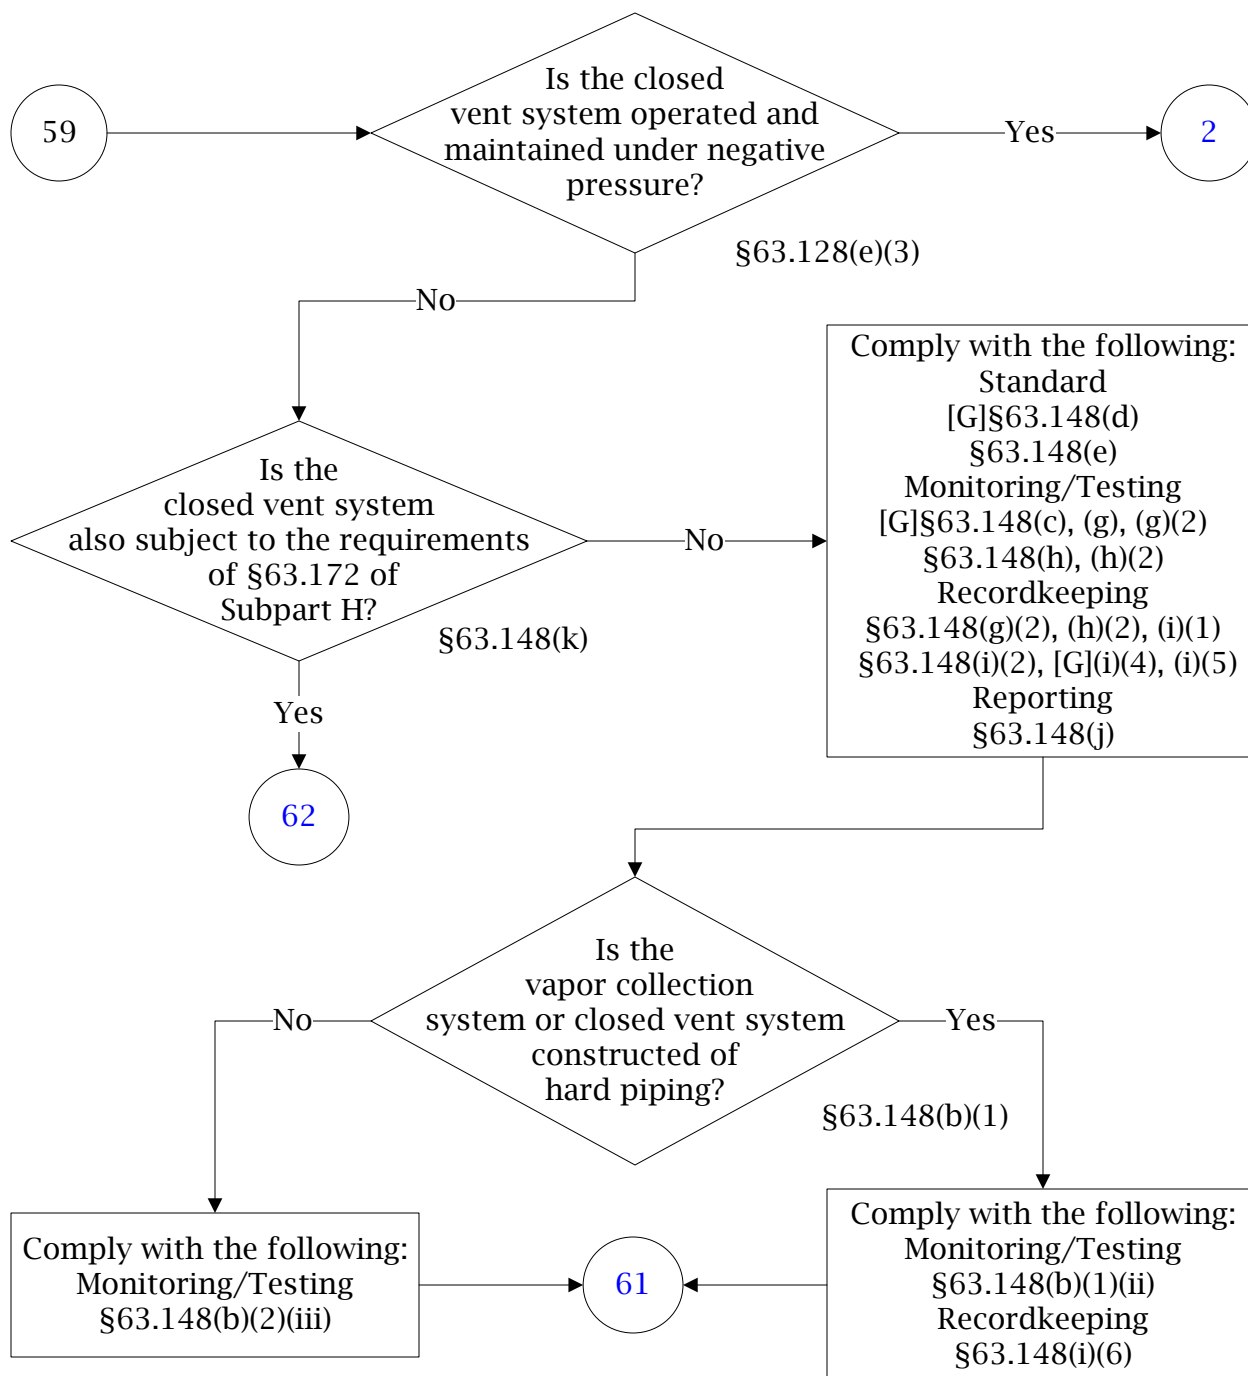 Is the closed
vent system operated and
maintained under negative
pressure?
59
Yes
2
§63.128(e)(3)
No
Is the
closed vent system
also subject to the requirements
of §63.172 of
Subpart H?
§63.148(k)
No
Yes
62
Comply with the following:
Standard
[G]§63.148(d)
§63.148(e)
Monitoring/Testing
[G]§63.148(c), (g), (g)(2)
§63.148(h), (h)(2)
Recordkeeping
§63.148(g)(2), (h)(2), (i)(1)
§63.148(i)(2), [G](i)(4), (i)(5)
Reporting
§63.148(j)
Is the
vapor collection
system or closed vent system
constructed of
hard piping?
No
Yes
§63.148(b)(1)
Comply with the following:
Monitoring/Testing
§63.148(b)(2)(iii)
61
Comply with the following:
Monitoring/Testing
§63.148(b)(1)(ii)
Recordkeeping
§63.148(i)(6)